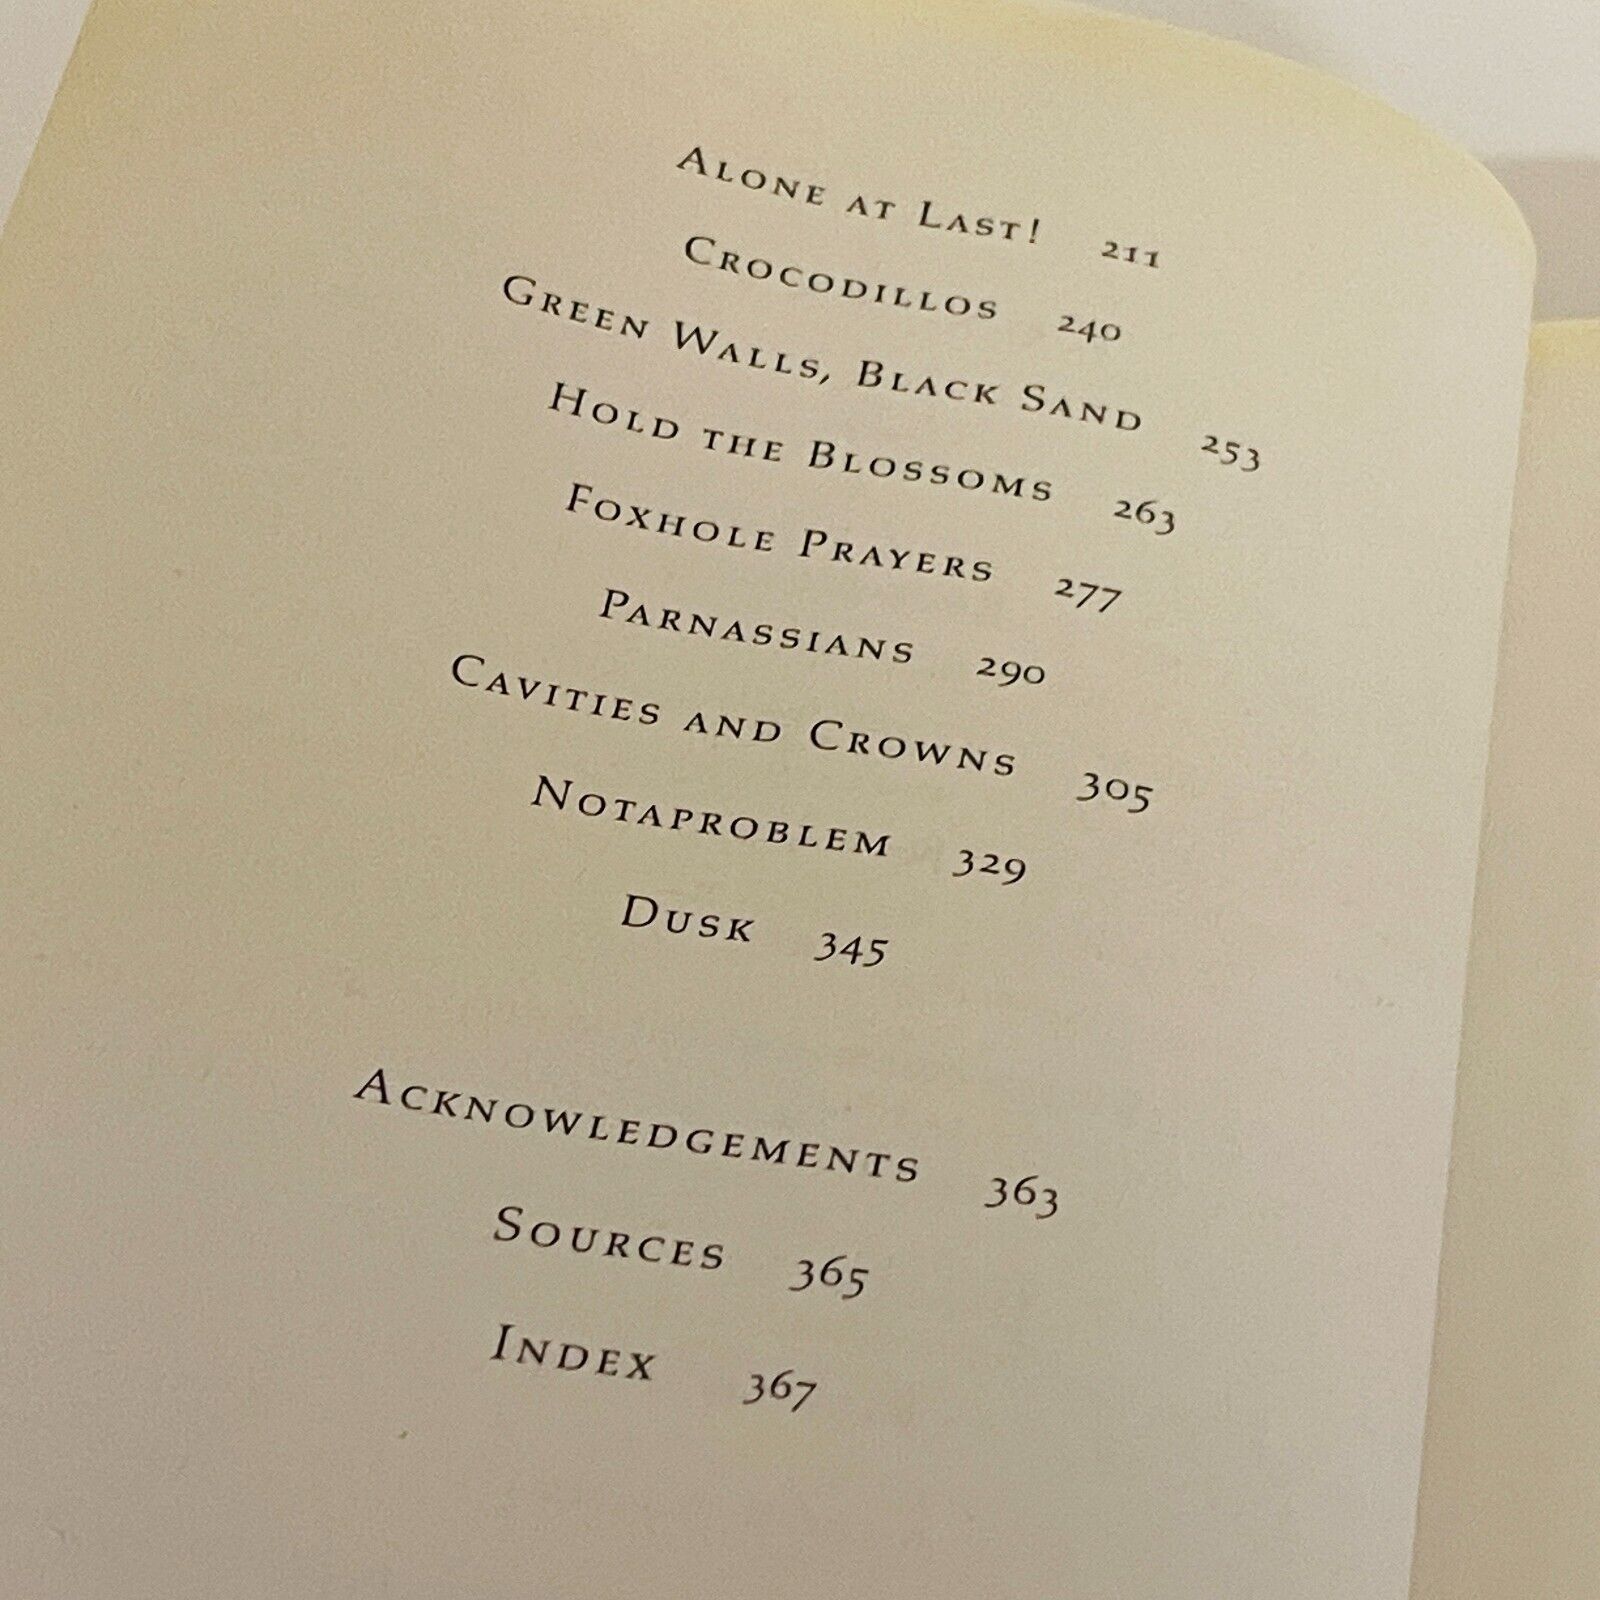 Alone at Last! 211
Crocodillos 240
Green Walls, Black Sand 253
Hold the Blossoms 263
Foxhole Prayers 277
Parnassians 290
Cavities and Crowns 305
Notaproblem 329
Dusk 345
Acknowledgements 363
Sources 365
Index 367